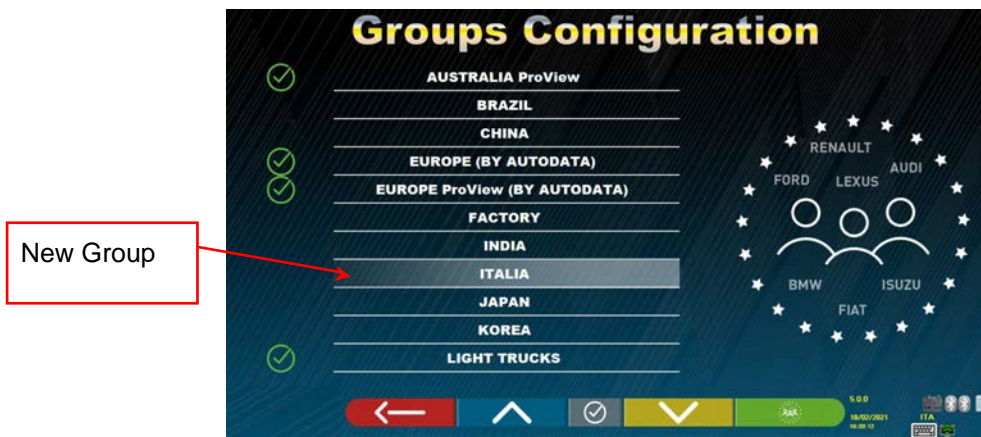 Groups Configuration
AUSTRALIA ProView
BRAZIL
CHINA
EUROPE (BY AUTODATA)
EUROPE ProView (BY AUTODATA)
FACTORY
INDIA
ITALIA
JAPAN
KOREA
LIGHT TRUCKS
New Group
RENAULT
AUDI
FORD LEXUS
BMW ISUZU
FIAT
5.0.0
18/02/2021 ITA